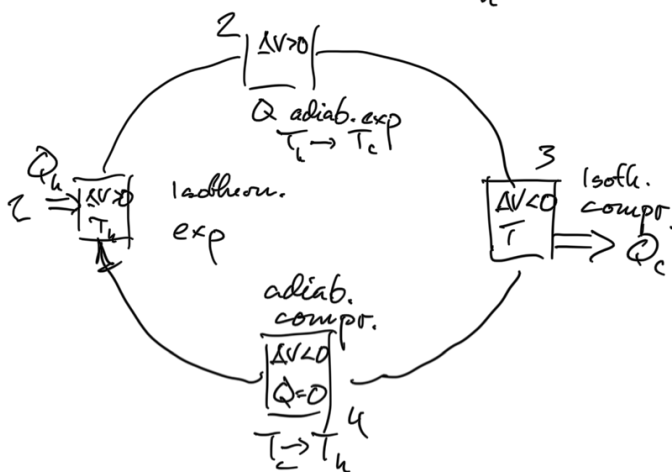 2
ΔV>0
Q adiab. exp
T_h → T_c
Q_h
ΔV>0
T_h
Isotherm.
exp
3
ΔV<0
T
Isoth.
compr.
Q_c
adiab.
compr.
ΔV<0
Q=0
4
T_c → T_h